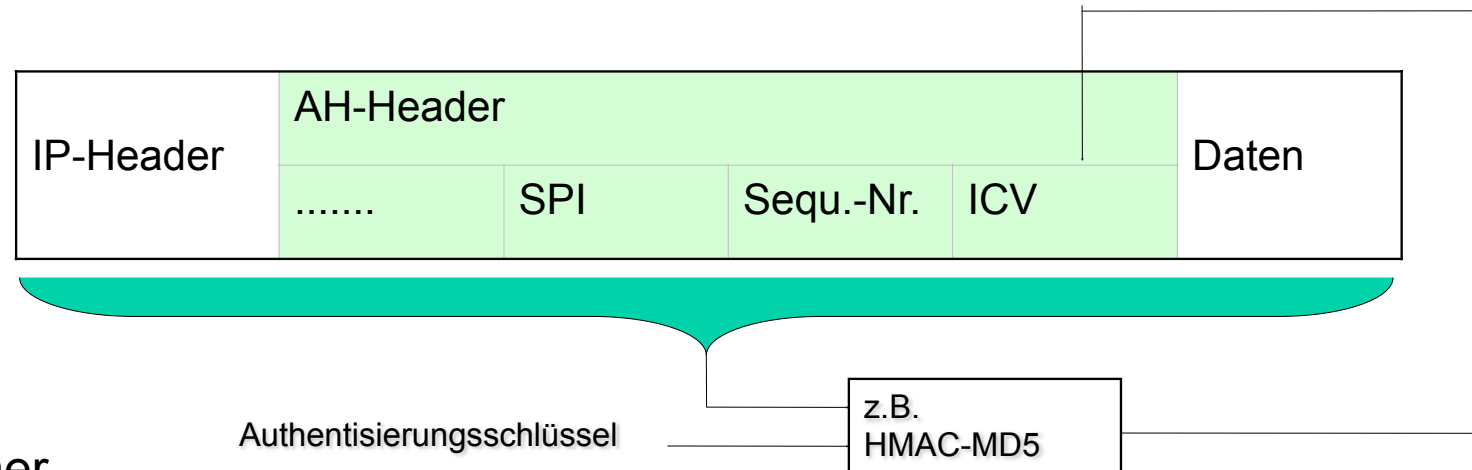 AH-Header
IP-Header
Daten
.......
SPI
Sequ.-Nr.
ICV
z.B.
Authentisierungsschlüssel
HMAC-MD5